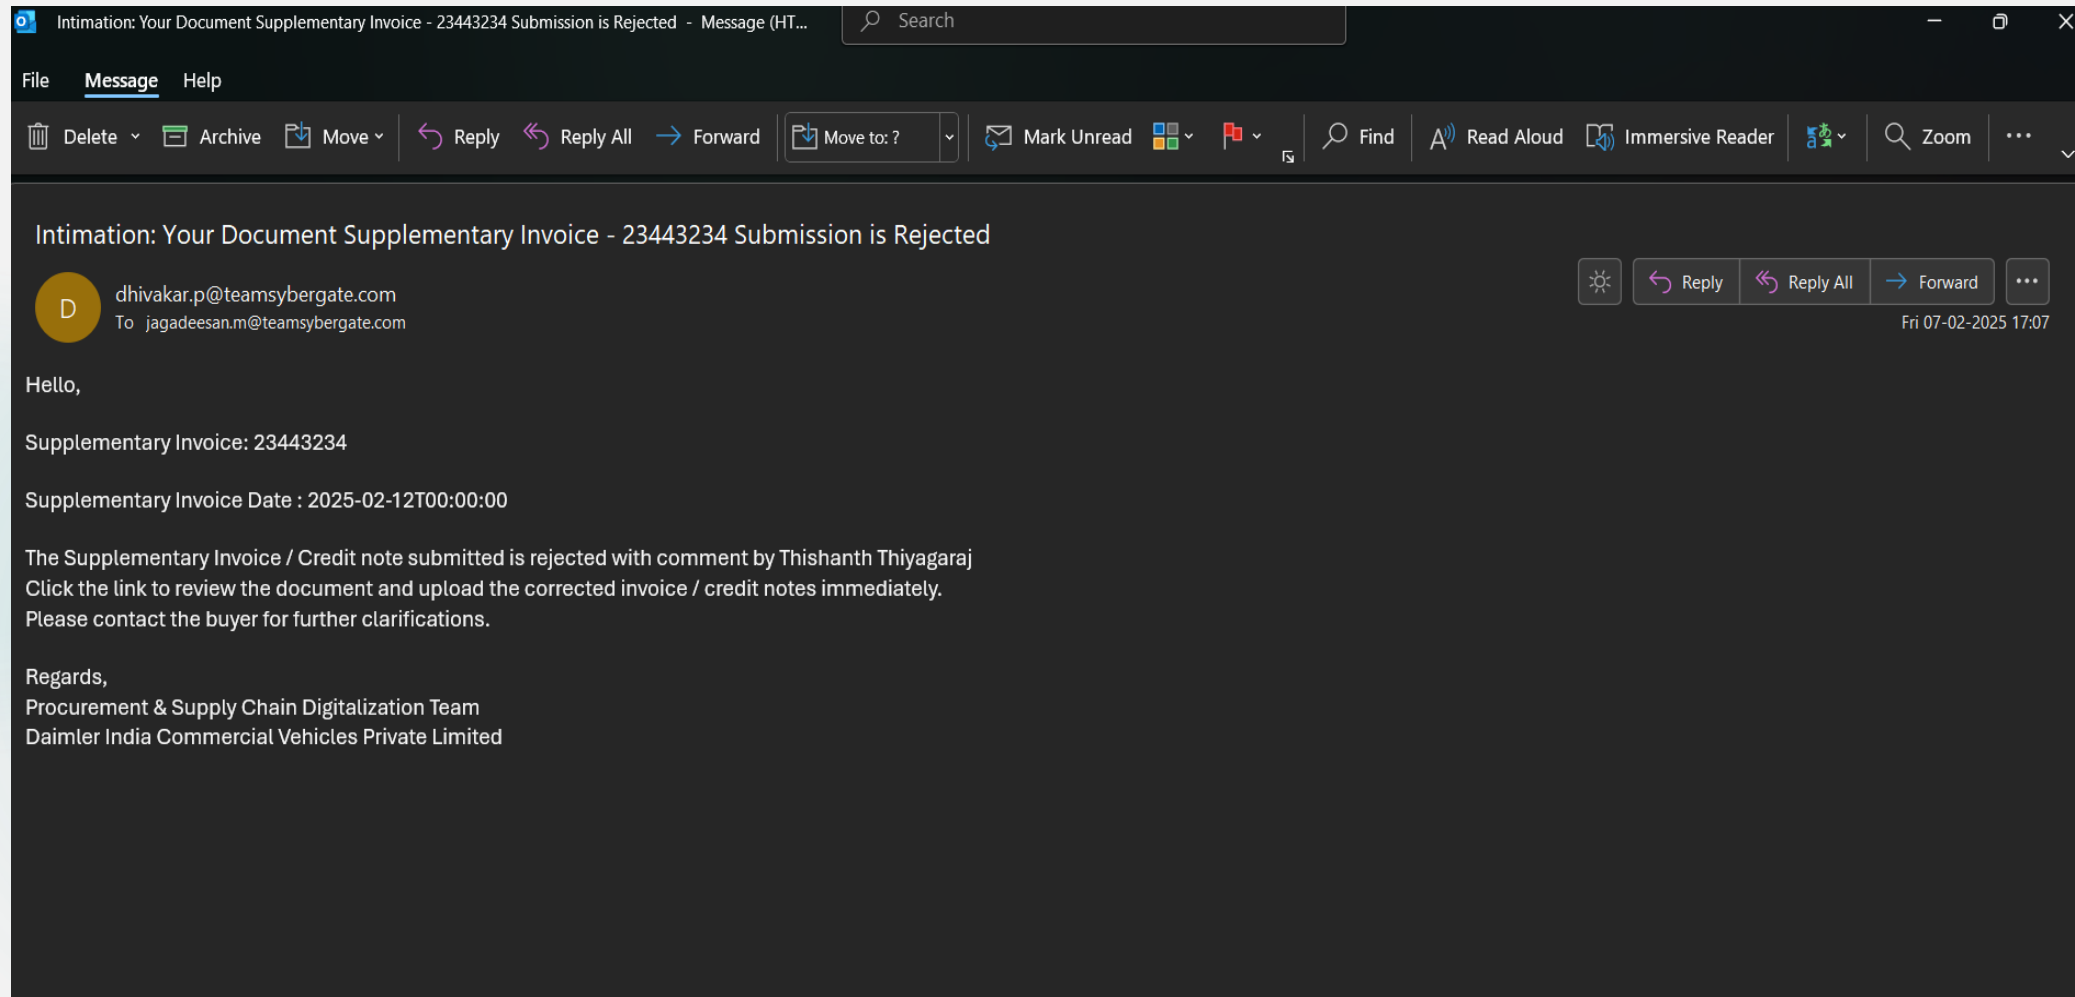 Intimation: Your Document Supplementary Invoice - 23443234 Submission is Rejected - Message (HT...
Search
File Message Help
Delete Archive Move Reply Reply All Forward Move to: ? Mark Unread Find Read Aloud Immersive Reader Zoom ...
Intimation: Your Document Supplementary Invoice - 23443234 Submission is Rejected
D
dhivakar.p@teamsybergate.com
To jagadeesan.m@teamsybergate.com
Reply Reply All Forward ...
Fri 07-02-2025 17:07
Hello,
Supplementary Invoice: 23443234
Supplementary Invoice Date : 2025-02-12T00:00:00
The Supplementary Invoice / Credit note submitted is rejected with comment by Thishanth Thiyagaraj
Click the link to review the document and upload the corrected invoice / credit notes immediately.
Please contact the buyer for further clarifications.
Regards,
Procurement & Supply Chain Digitalization Team
Daimler India Commercial Vehicles Private Limited